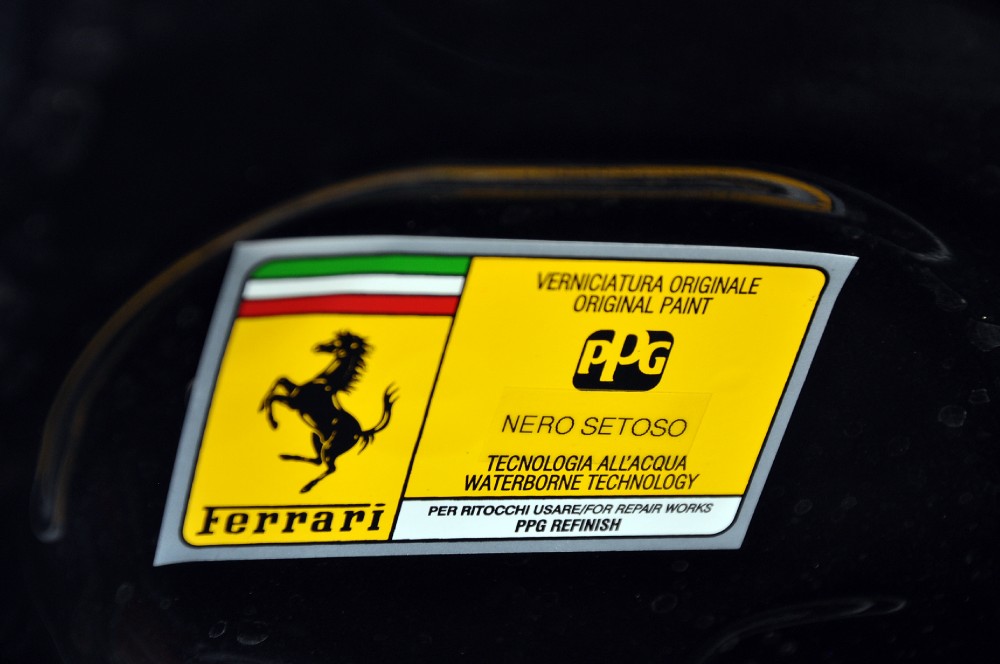 Ferrari
VERNICIATURA ORIGINALE
ORIGINAL PAINT
PPG
NERO SETOSO
TECNOLOGIA ALL'ACQUA
WATERBORNE TECHNOLOGY
PER RITOCCHI USARE/FOR REPAIR WORKS
PPG REFINISH